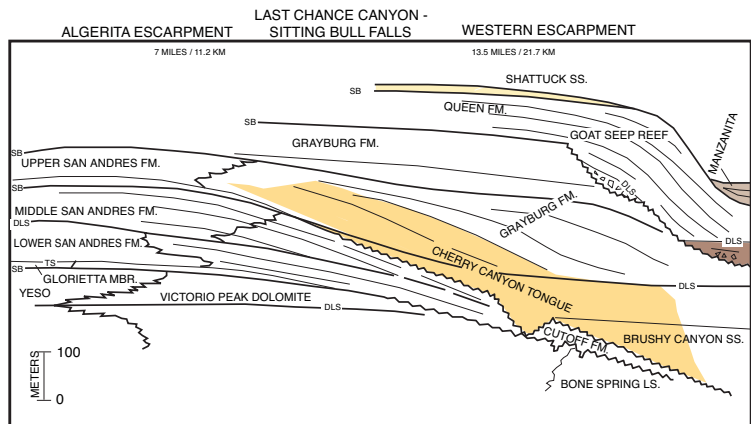 ALGERITA ESCARPMENT
LAST CHANCE CANYON -
SITTING BULL FALLS
WESTERN ESCARPMENT
7 MILES / 11.2 KM
13.5 MILES / 21.7 KM
SHATTUCK SS.
SB
QUEEN FM.
SB
GOAT SEEP REEF
MANZANITA
GRAYBURG FM.
SB
UPPER SAN ANDRES FM.
DLS
SB
MIDDLE SAN ANDRES FM.
GRAYBURG FM.
DLS
LOWER SAN ANDRES FM.
DLS
CHERRY CANYON TONGUE
TS
SB
GLORIETTA MBR.
DLS
YESO
VICTORIO PEAK DOLOMITE
DLS
CUTOFF FM.
BRUSHY CANYON SS.
BONE SPRING LS.
METERS
100
0